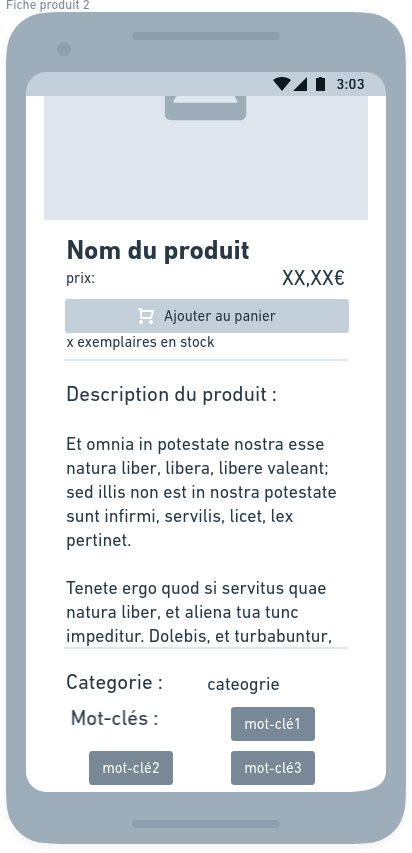 Fiche produit 2
3:03
Nom du produit
prix: XX,XX€
Ajouter au panier
x exemplaires en stock
Description du produit :
Et omnia in potestate nostra esse
natura liber, libera, libere valeant;
sed illis non est in nostra potestate
sunt infirmi, servilis, licet, lex
pertinet.
Tenete ergo quod si servitus quae
natura liber, et aliena tua tunc
impeditur. Dolebis, et turbabuntur,
Categorie : cateogrie
Mot-clés : mot-clé1
mot-clé2 mot-clé3